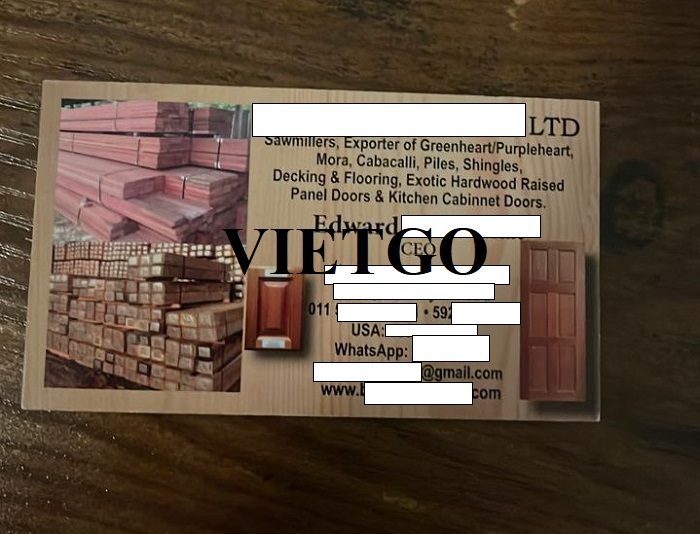 LTD
Sawmillers, Exporter of Greenheart/Purpleheart,
Mora, Cabacalli, Piles, Shingles,
Decking & Flooring, Exotic Hardwood Raised
Panel Doors & Kitchen Cabinnet Doors.
Edward
CEO
VIETGO
011 • 592
USA:
WhatsApp:
@gmail.com
www.b com